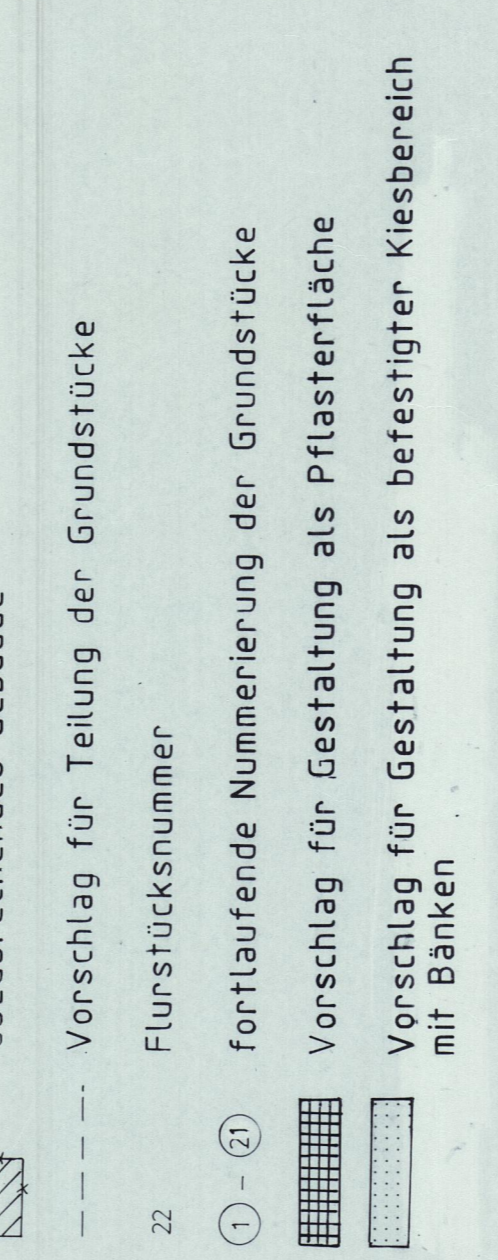 Vorschlag für Teilung der Grundstücke
22 Flurstücksnummer
1 - 21 fortlaufende Nummerierung der Grundstücke
Vorschlag für Gestaltung als Pflasterfläche
Vorschlag für Gestaltung als befestigter Kiesbereich
mit Bänken